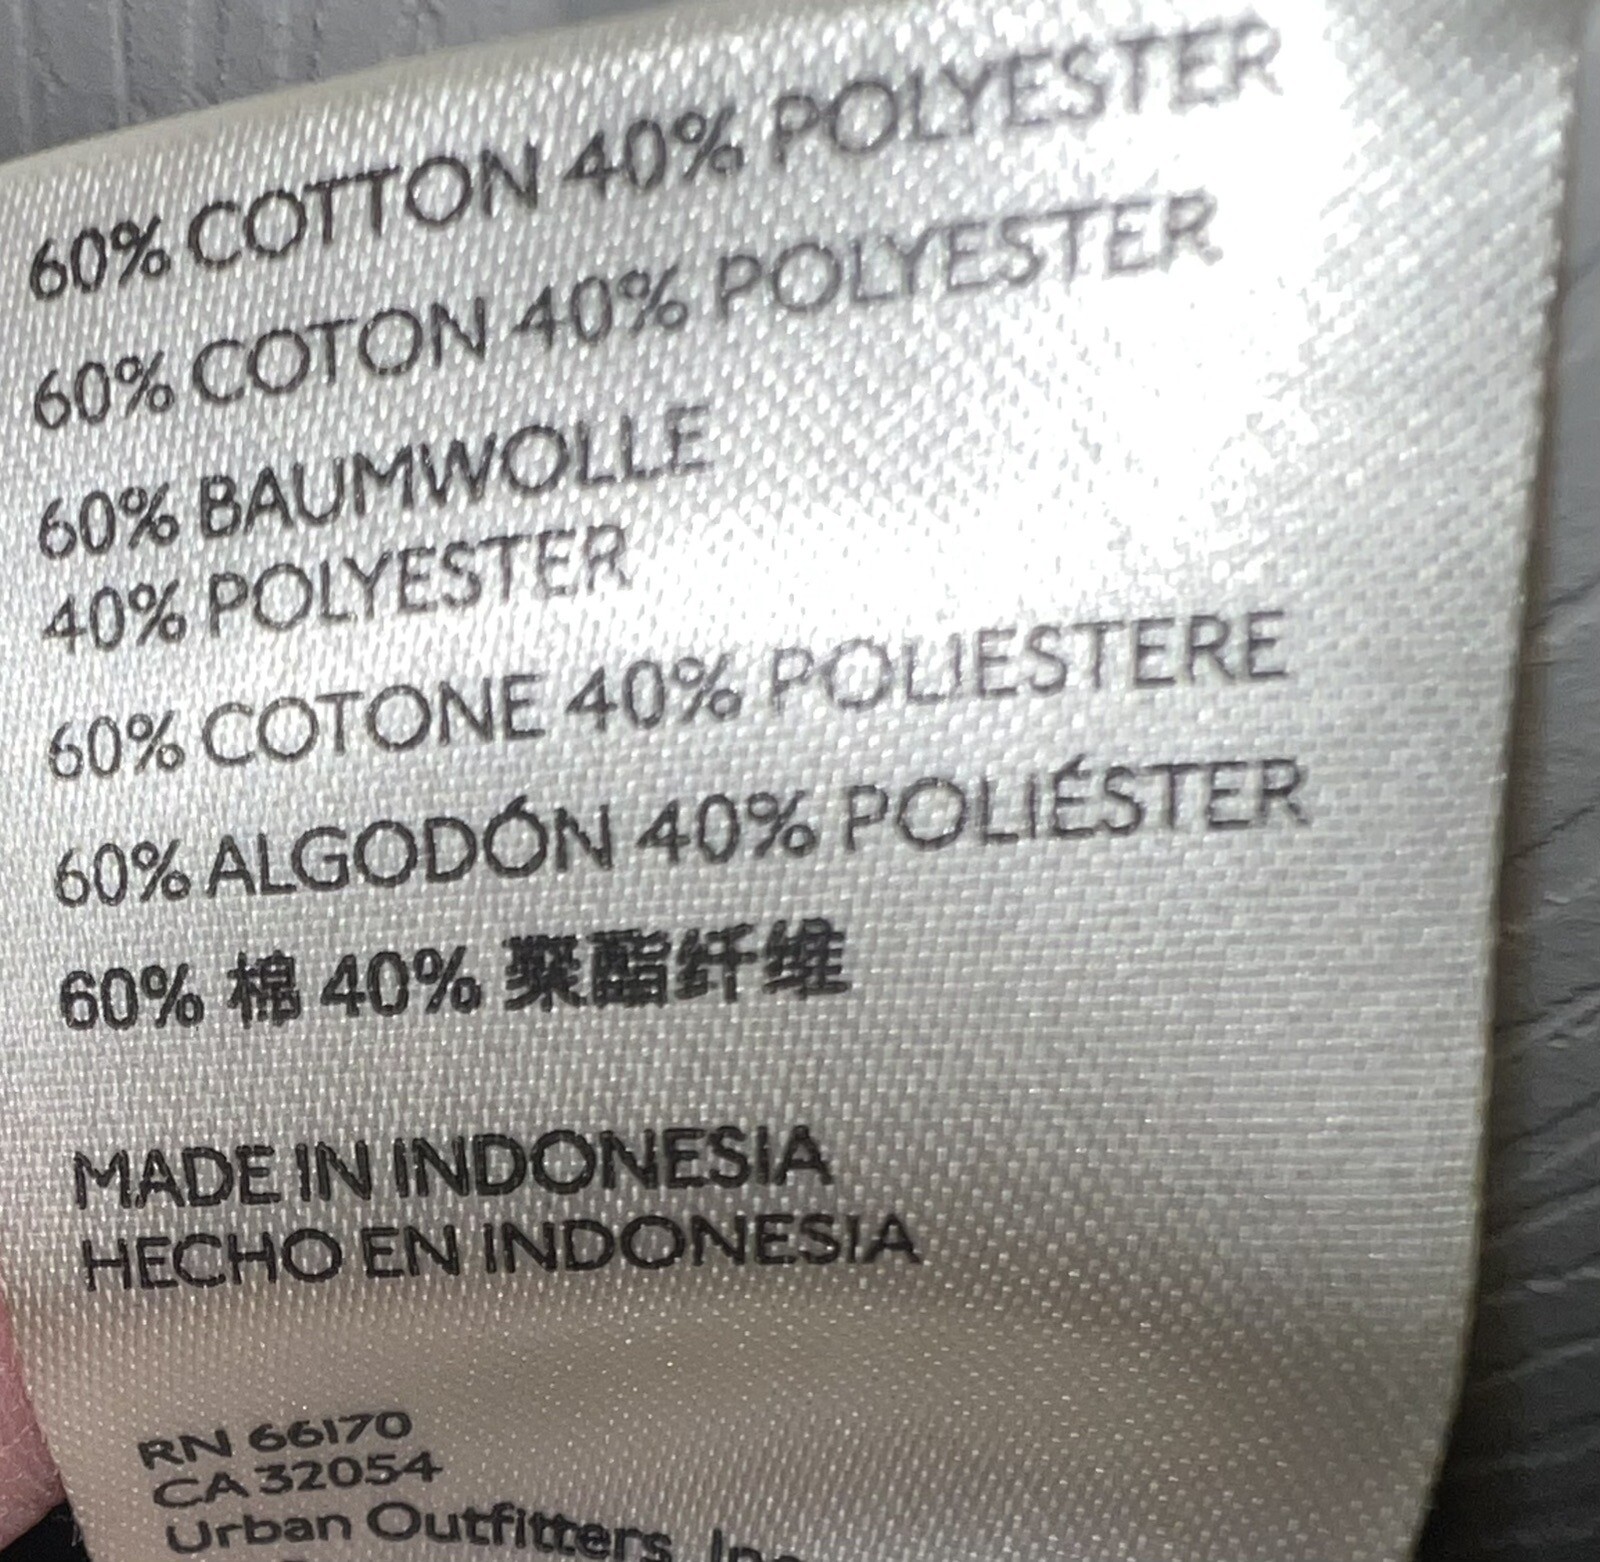 60% COTTON 40% POLYESTER
60% COTON 40% POLYESTER
60% BAUMWOLLE
40% POLYESTER
60% COTONE 40% POLIESTERE
60% ALGODÓN 40% POLIÉSTER
60% 棉 40% 聚酯纤维
MADE IN INDONESIA
HECHO EN INDONESIA
RN 66170
CA 32054
Urban Outfitters, Inc